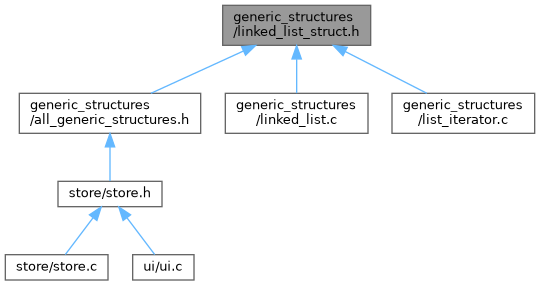 generic_structures
/linked_list_struct.h
generic_structures
/all_generic_structures.h
generic_structures
/linked_list.c
generic_structures
/list_iterator.c
store/store.h
store/store.c
ui/ui.c